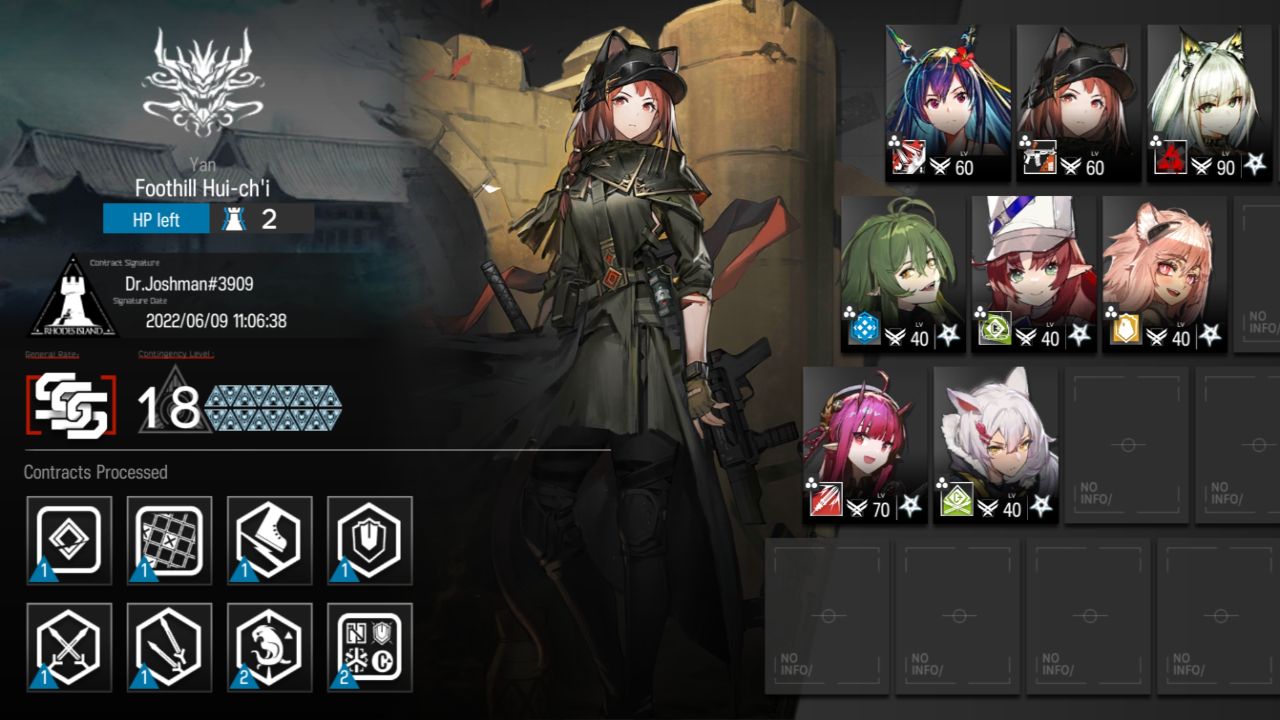 Yan
Foothill Hui-ch'i
HP left 2
Contract Signature
Dr.Joshman#3909
Signature Date
2022/06/09 11:06:38
RHODES ISLAND
General Rate:
Contingency Level :
SSS
18
Contracts Processed
1 1 1 1
1 1 2 2
LV 60
LV 60
LV 90
LV 40
LV 40
LV 40
NO INFO/
LV 70
LV 40
NO INFO/
NO INFO/
NO INFO/
NO INFO/
NO INFO/
NO INFO/